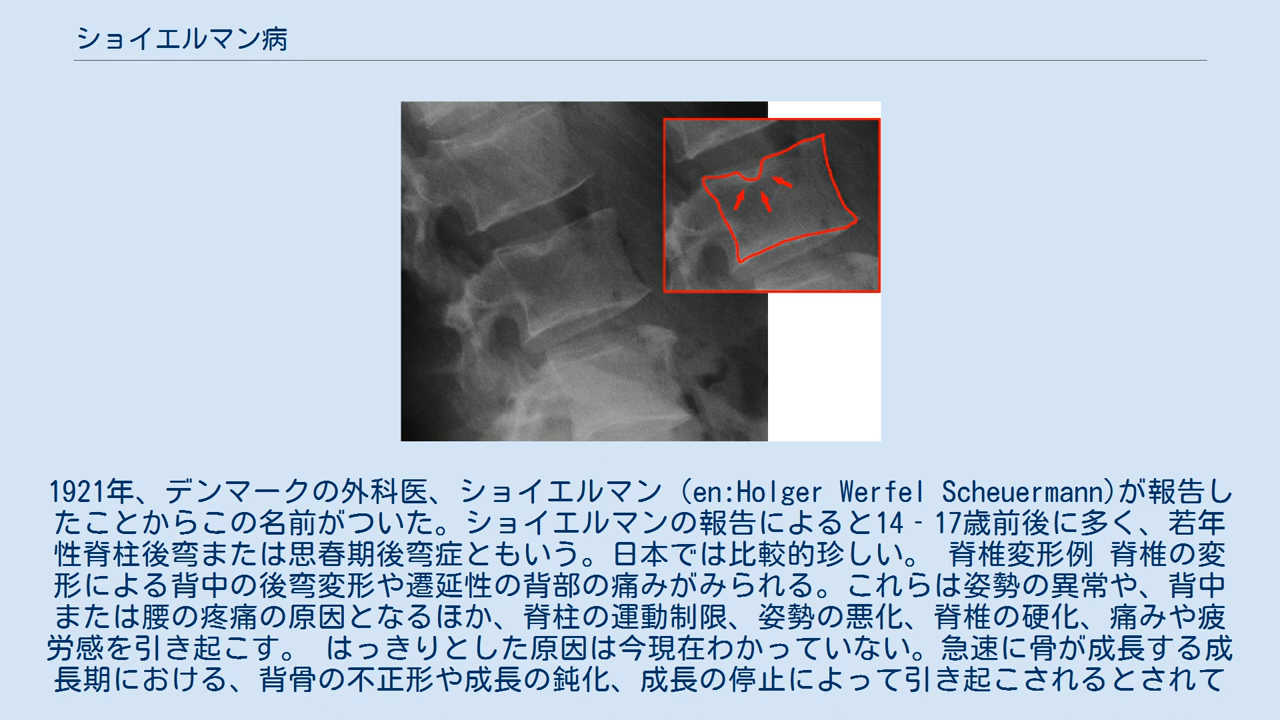 ショイエルマン病
1921年、デンマークの外科医、ショイエルマン（en:Holger Werfel Scheuermann)が報告し
たことからこの名前がついた。ショイエルマンの報告によると14‐17歳前後に多く、若年
性脊柱後弯または思春期後弯症ともいう。日本では比較的珍しい。 脊椎変形例 脊椎の変
形による背中の後弯変形や遷延性の背部の痛みがみられる。これらは姿勢の異常や、背中
または腰の疼痛の原因となるほか、脊柱の運動制限、姿勢の悪化、脊椎の硬化、痛みや疲
労感を引き起こす。 はっきりとした原因は今現在わかっていない。急速に骨が成長する成
長期における、背骨の不正形や成長の鈍化、成長の停止によって引き起こされるとされて